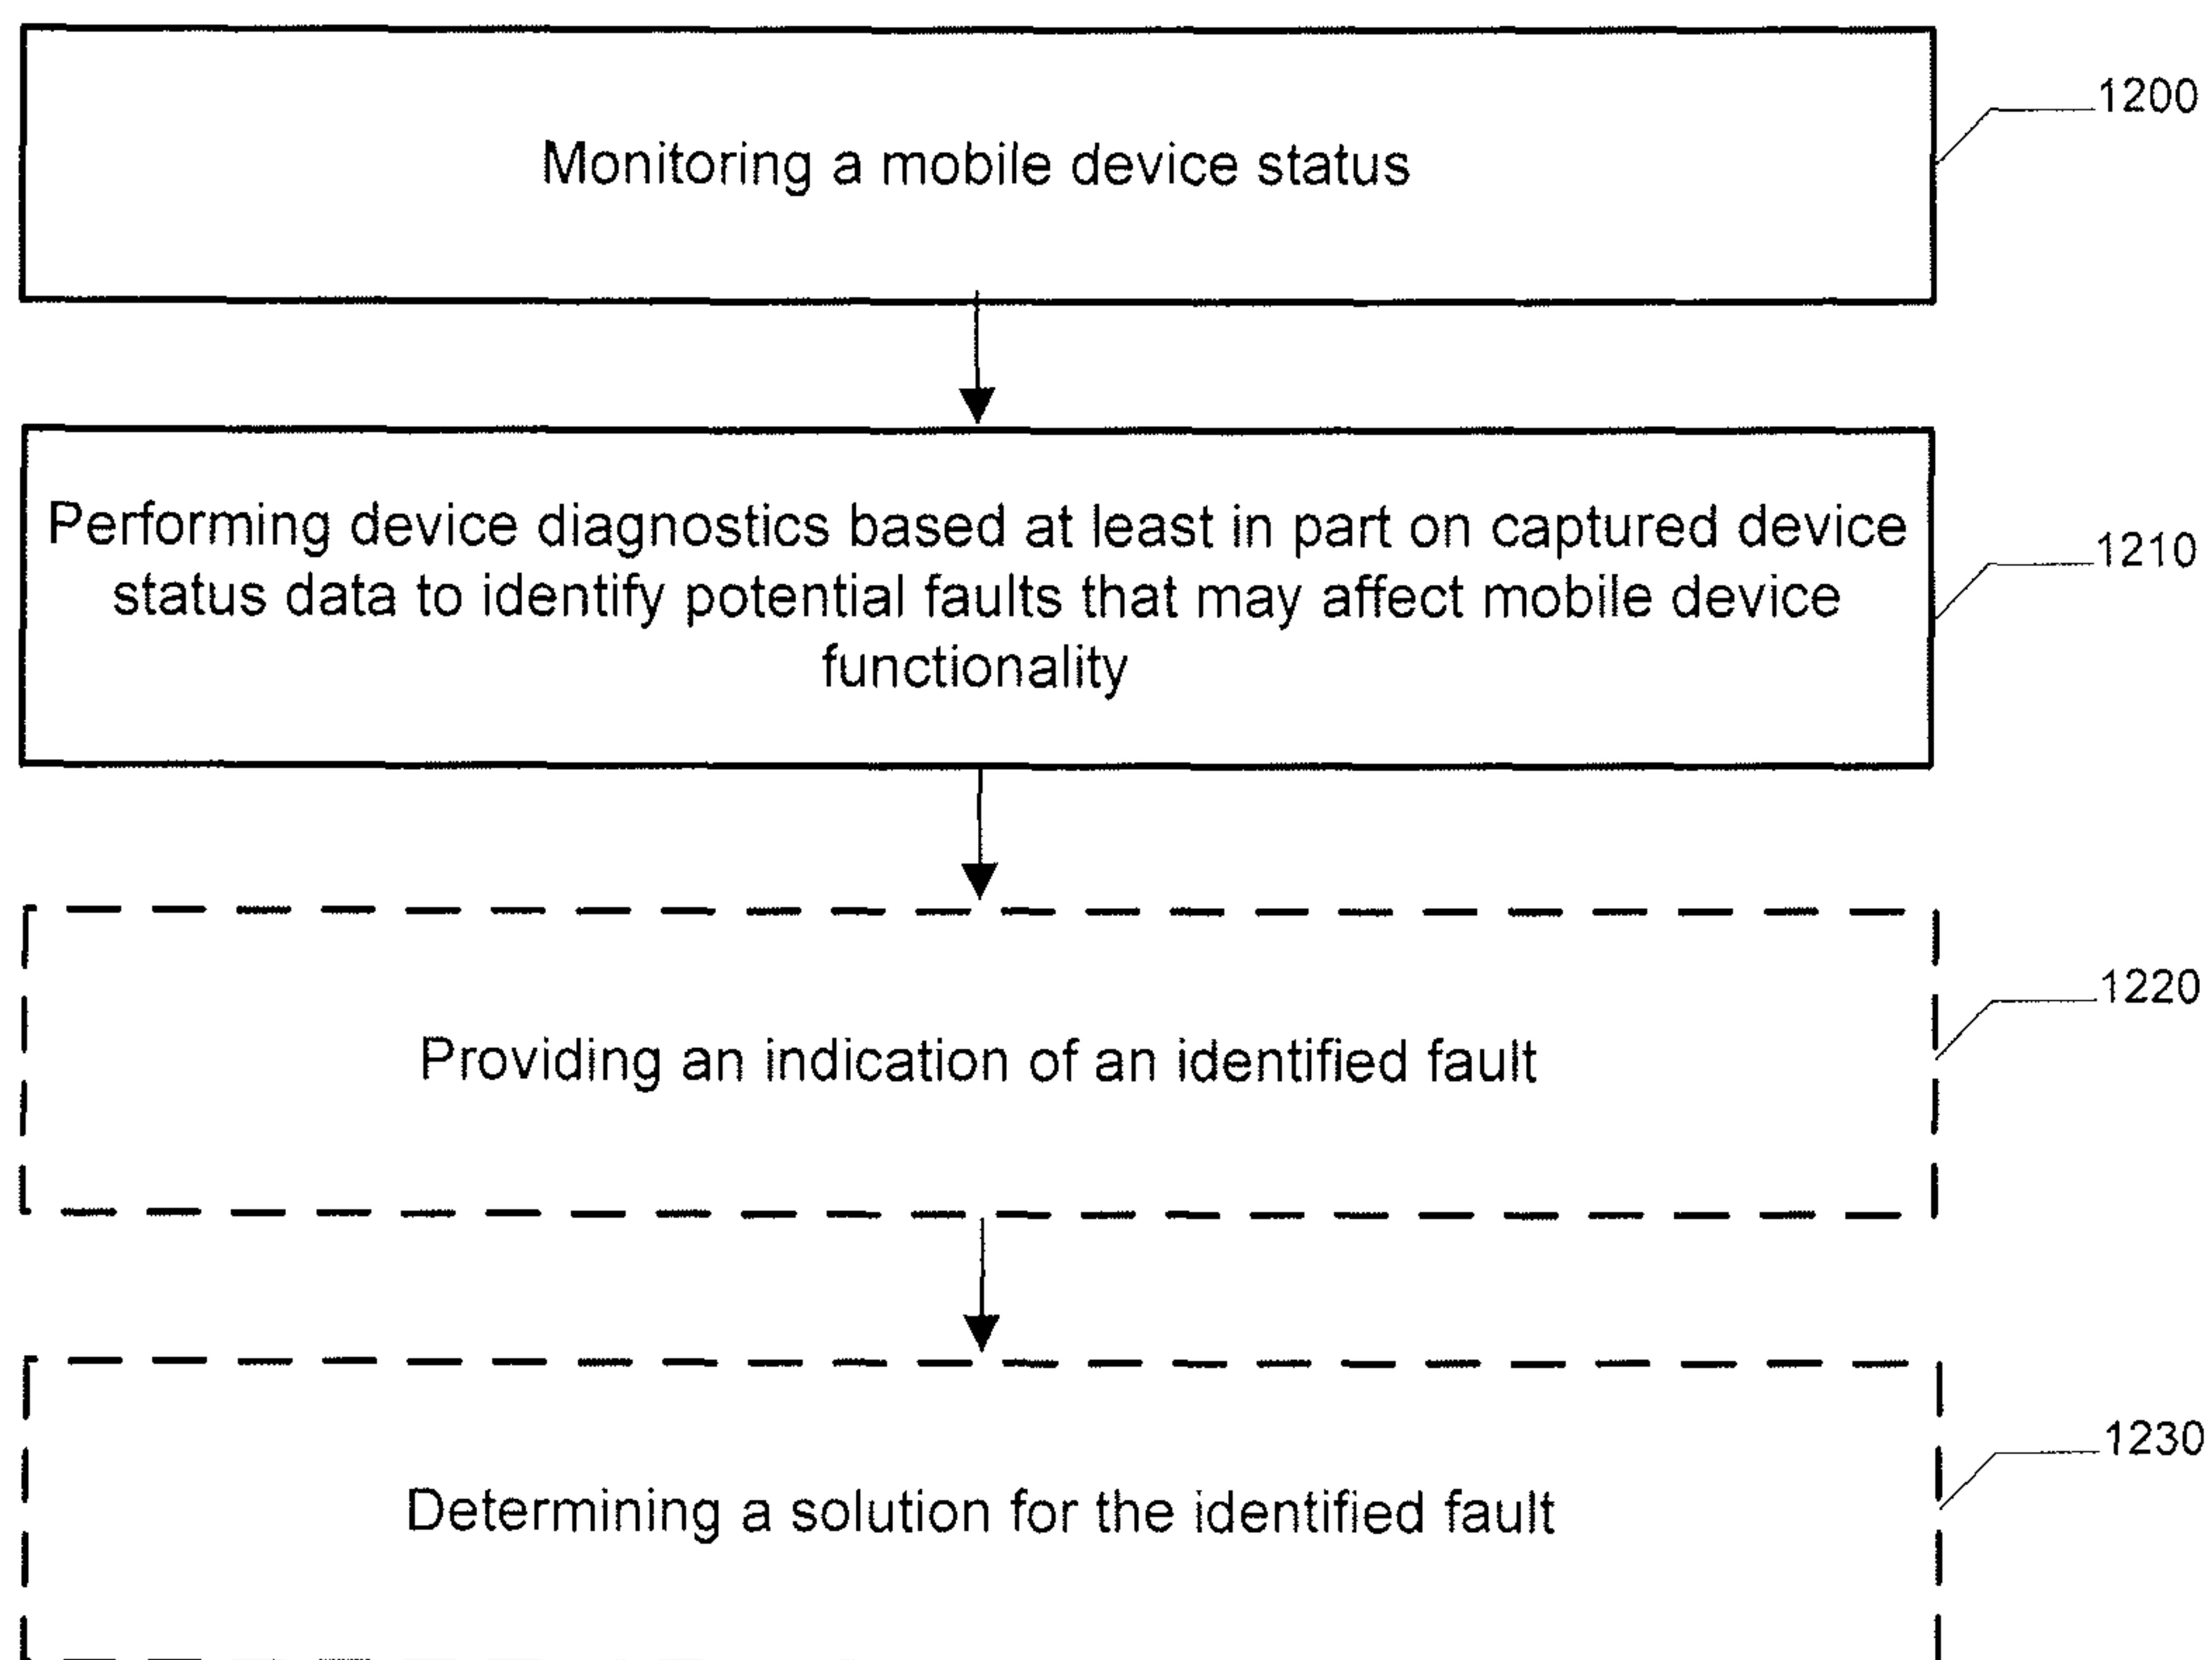 1200
Monitoring a mobile device status
Performing device diagnostics based at least in part on captured device
status data to identify potential faults that may affect mobile device
functionality
1210
Providing an indication of an identified fault
1220
Determining a solution for the identified fault
1230